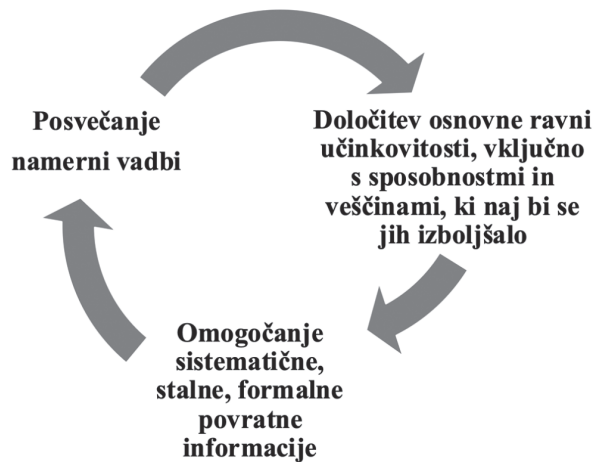 Posvečanje
namerni vadbi
Določitev osnovne ravni
učinkovitosti, vključno
s sposobnostmi in
veščinami, ki naj bi se
jih izboljšalo
Omogočanje
sistematične,
stalne, formalne
povratne
informacije